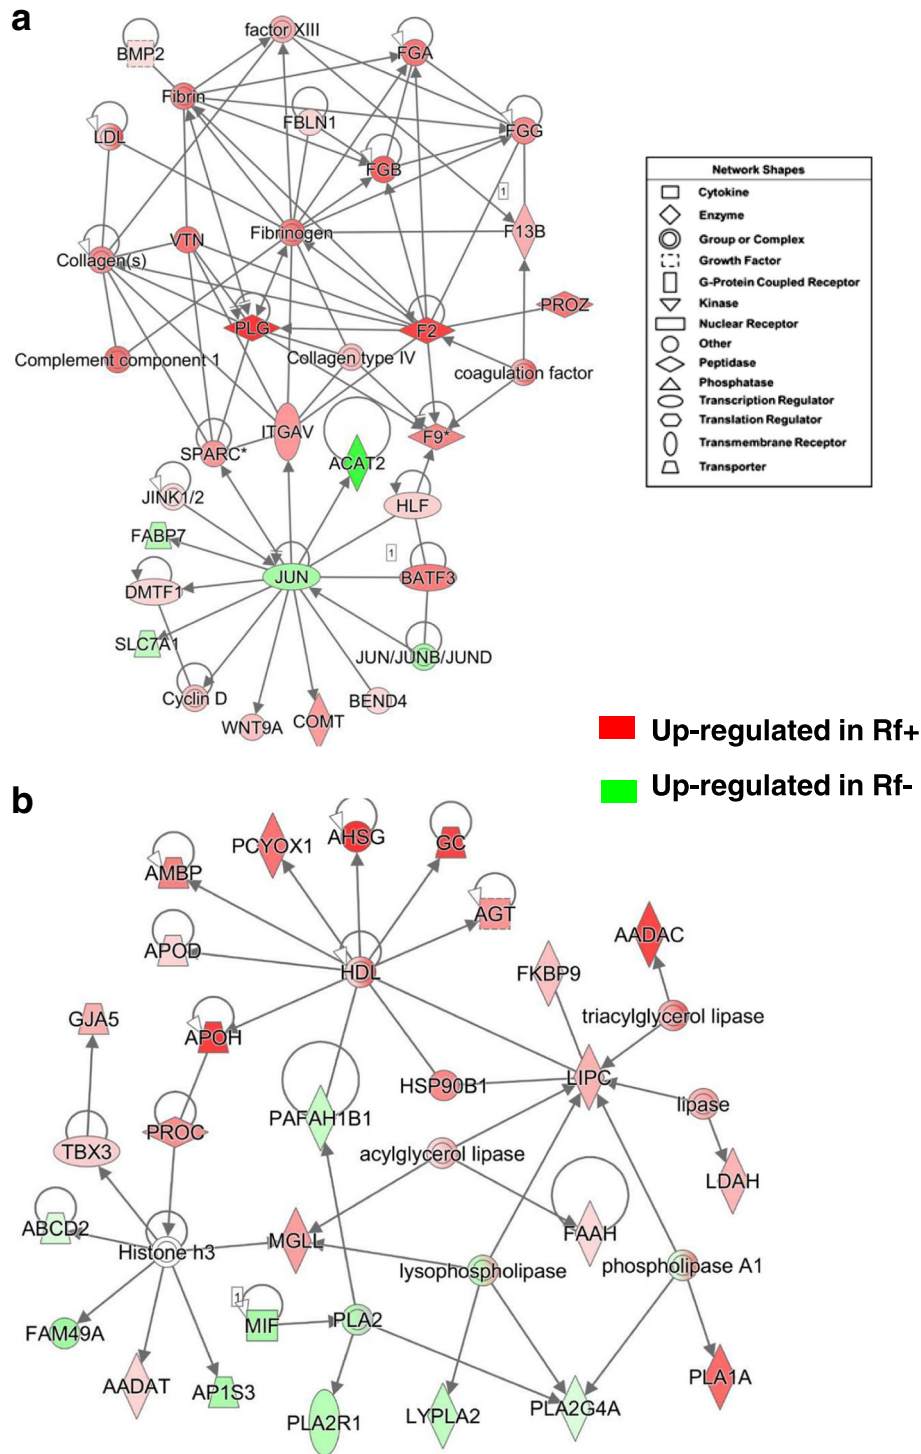 a
factor XIII
BMP2
FGA
Fibrin
FBLN1
FGG
LDL
FGB
1
VTN
Fibrinogen
F13B
Collagen(s)
PROZ
PLG
F2
Complement component 1
Collagen type IV
coagulation factor
ITGAV
F9*
SPARC*
ACAT2
JINK1/2
HLF
FABP7
1
JUN
BATF3
DMTF1
SLC7A1
JUN/JUNB/JUND
Cyclin D
BEND4
WNT9A
COMT
Network Shapes
Cytokine
Enzyme
Group or Complex
Growth Factor
G-Protein Coupled Receptor
Kinase
Nuclear Receptor
Other
Peptidase
Phosphatase
Transcription Regulator
Translation Regulator
Transmembrane Receptor
Transporter
Up-regulated in Rf+
Up-regulated in Rf-
b
PCYOX1
AHSG
GC
AMBP
AGT
AADAC
APOD
HDL
FKBP9
GJA5
triacylglycerol lipase
APOH
HSP90B1
LIPC
PAFAH1B1
lipase
PROC
TBX3
acylglycerol lipase
LDAH
ABCD2
FAAH
MGLL
Histone h3
lysophospholipase
phospholipase A1
1
MIF
PLA2
FAM49A
PLA1A
AADAT
AP1S3
PLA2R1
LYPLA2
PLA2G4A